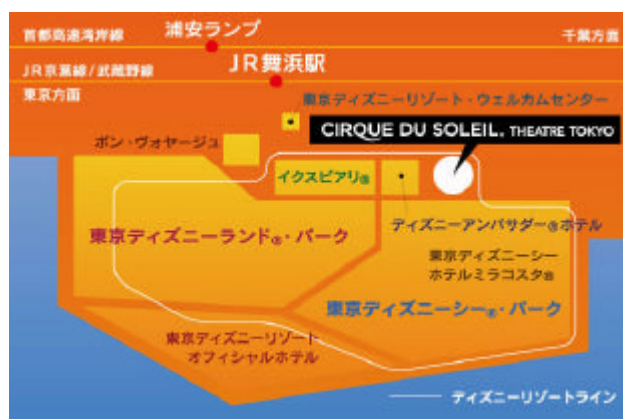 首都高速湾岸線
浦安ランプ
千葉方面
JR京葉線/武蔵野線
JR舞浜駅
東京方面
東京ディズニーリゾート・ウェルカムセンター
ボン・ヴォヤージュ
CIRQUE DU SOLEIL® THEATRE TOKYO
イクスピアリ®
東京ディズニーランド®・パーク
ディズニーアンバサダー®ホテル
東京ディズニーシー
ホテルミラコスタ®
東京ディズニーシー®・パーク
東京ディズニーリゾート
オフィシャルホテル
ディズニーリゾートライン